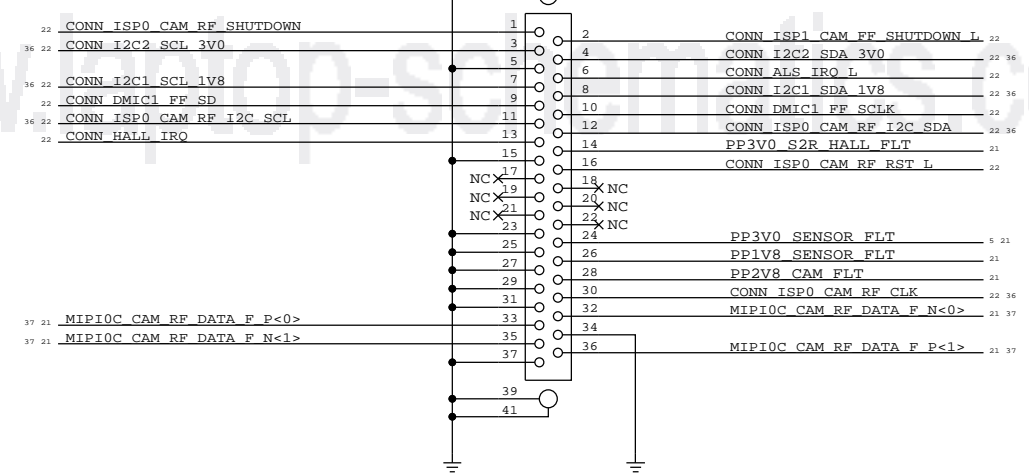 22 CONN_ISP0_CAM_RF_SHUTDOWN 1
2 CONN_ISP1_CAM_FF_SHUTDOWN_L 22
36 22 CONN_I2C2_SCL_3V0 3
4 CONN_I2C2_SDA_3V0 22 36
5
6 CONN_ALS_IRQ_L 22
36 22 CONN_I2C1_SCL_1V8 7
8 CONN_I2C1_SDA_1V8 22 36
22 CONN_DMIC1_FF_SD 9
10 CONN_DMIC1_FF_SCLK 22
36 22 CONN_ISP0_CAM_RF_I2C_SCL 11
12 CONN_ISP0_CAM_RF_I2C_SDA 22 36
22 CONN_HALL_IRQ 13
14 PP3V0_S2R_HALL_FLT 21
15
16 CONN_ISP0_CAM_RF_RST_L 22
NC 17
18 NC
NC 19
20 NC
NC 21
22 NC
23
24 PP3V0_SENSOR_FLT 5 21
25
26 PP1V8_SENSOR_FLT 21
27
28 PP2V8_CAM_FLT 21
29
30 CONN_ISP0_CAM_RF_CLK 22 36
31
32 MIPI0C_CAM_RF_DATA_F_N<0> 21 37
37 21 MIPI0C_CAM_RF_DATA_F_P<0> 33
34
37 21 MIPI0C_CAM_RF_DATA_F_N<1> 35
36 MIPI0C_CAM_RF_DATA_F_P<1> 21 37
37
39
41
w.laptop-schematics.c